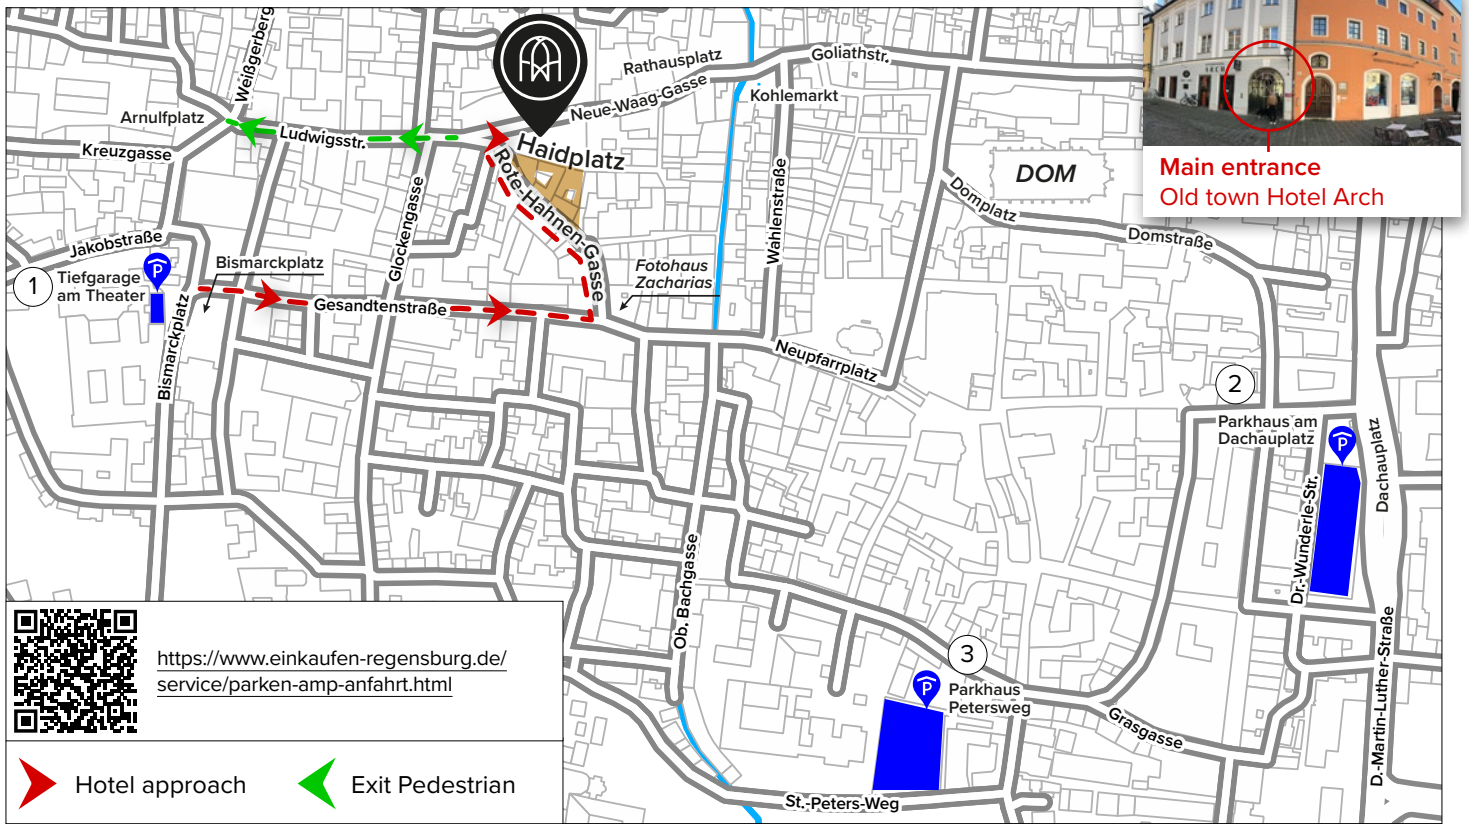 Weißgerberg
Arnulfplatz
Kreuzgasse
Ludwigsstr.
Haidplatz
Neue-Waag-Gasse
Rathausplatz
Goliathstr.
Kohlemarkt
DOM
Main entrance
Old town Hotel Arch
Rote-Hahnen-Gasse
Glockengasse
Wahlenstraße
Domplatz
Domstraße
Jakobstraße
Bismarckplatz
1
Tiefgarage
am Theater
P
Bismarckplatz
Gesandtenstraße
Fotohaus
Zacharias
Neupfarrplatz
2
Parkhaus am
Dachauplatz
P
Dachauplatz
Dr.-Wunderle-Str.
Ob. Bachgasse
D.-Martin-Luther-Straße
3
P
Parkhaus
Petersweg
Grasgasse
St.-Peters-Weg
https://www.einkaufen-regensburg.de/
service/parken-amp-anfahrt.html
Hotel approach
Exit Pedestrian